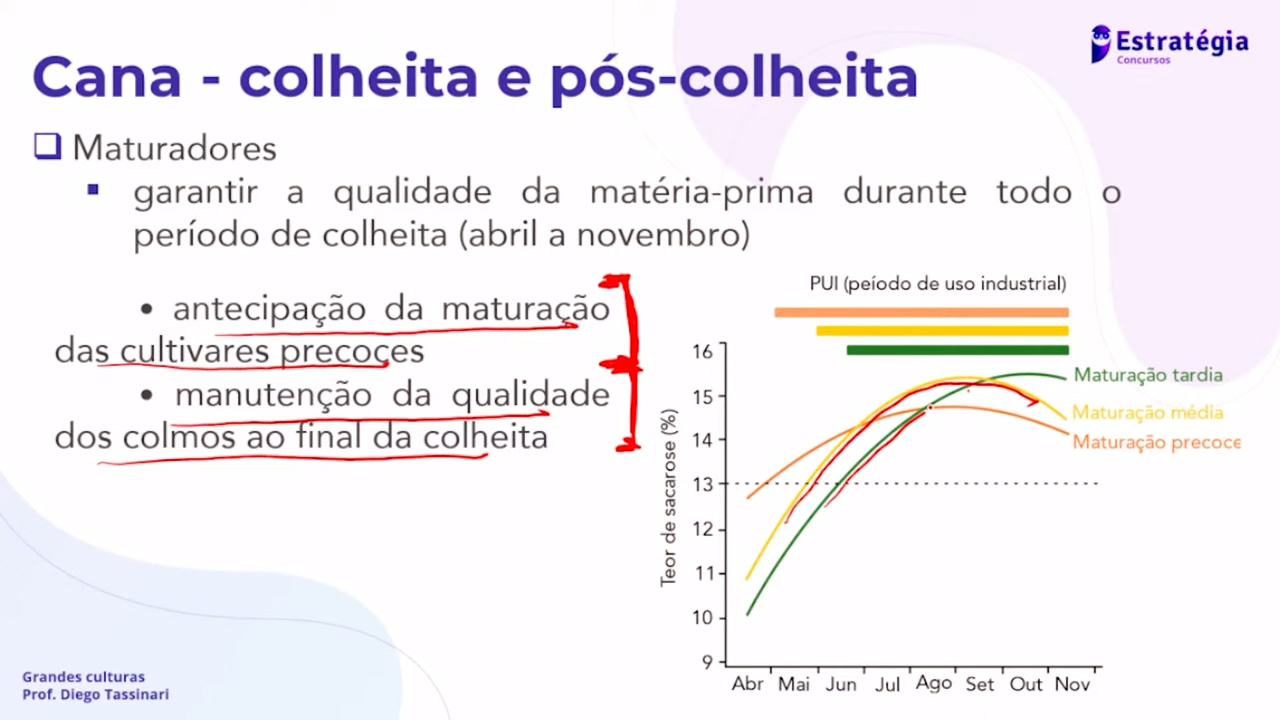 Estratégia
Concursos
Cana - colheita e pós-colheita
Maturadores
garantir a qualidade da matéria-prima durante todo o
período de colheita (abril a novembro)
• antecipação da maturação
das cultivares precoces
• manutenção da qualidade
dos colmos ao final da colheita
PUI (peíodo de uso industrial)
16
15
14
13
12
11
10
9
Teor de sacarose (%)
Maturação tardia
Maturação média
Maturação precoce
Abr Mai Jun Jul Ago Set Out Nov
Grandes culturas
Prof. Diego Tassinari